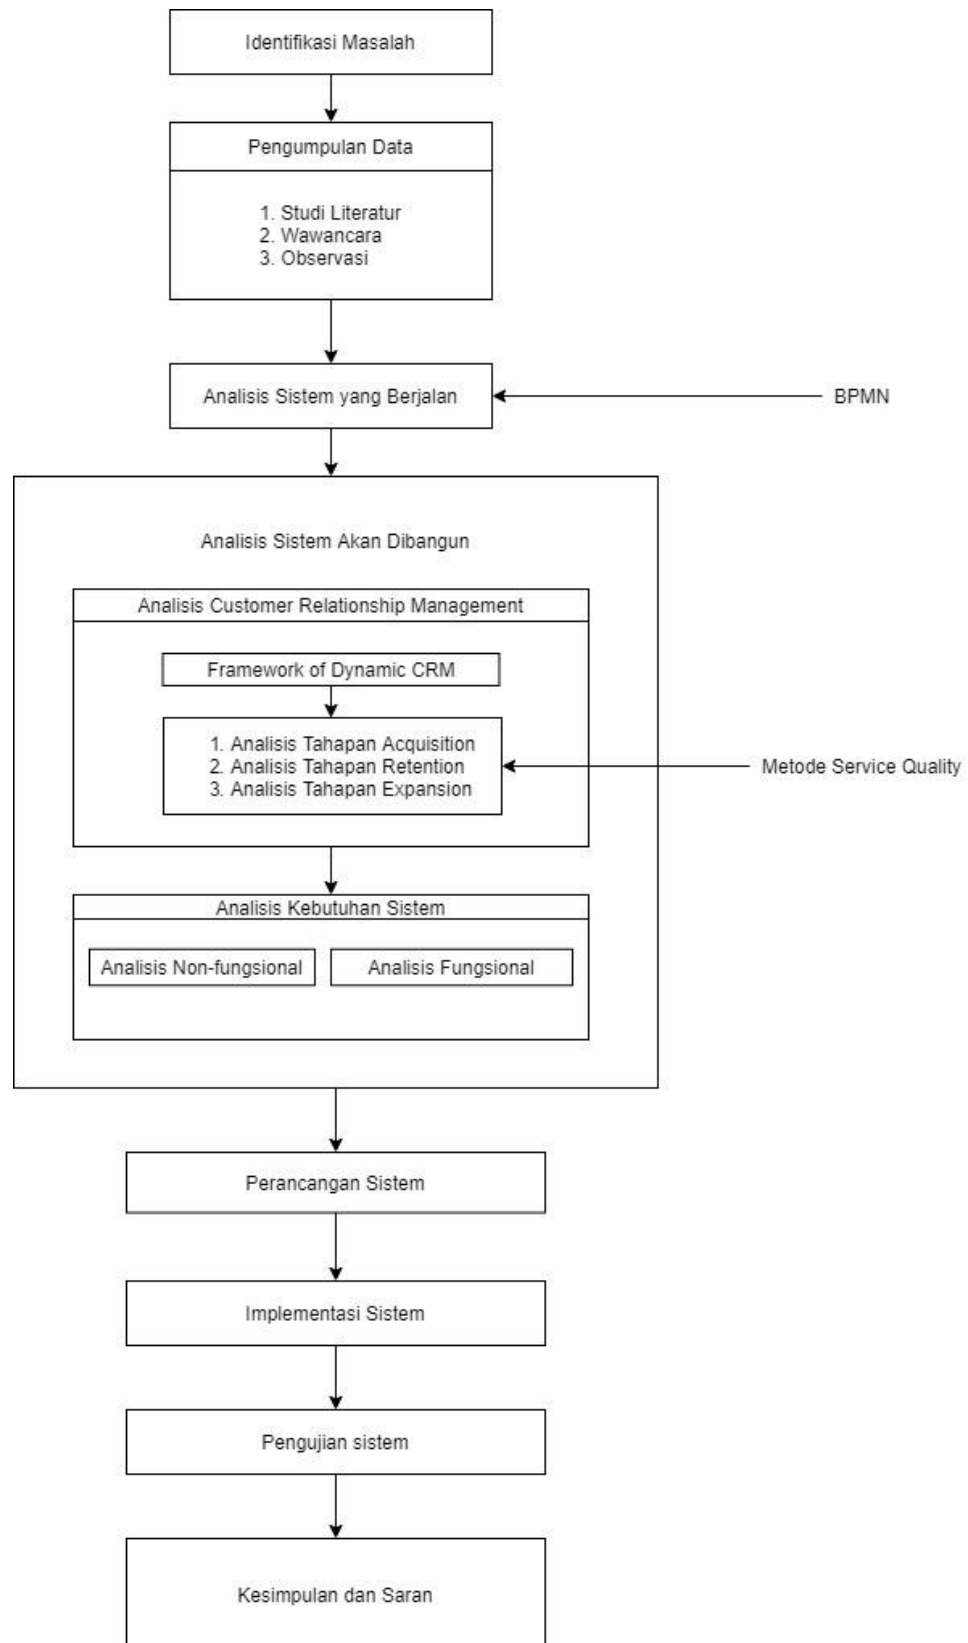 Identifikasi Masalah
Pengumpulan Data
1. Studi Literatur
2. Wawancara
3. Observasi
Analisis Sistem yang Berjalan
BPMN
Analisis Sistem Akan Dibangun
Analisis Customer Relationship Management
Framework of Dynamic CRM
1. Analisis Tahapan Acquisition
2. Analisis Tahapan Retention
3. Analisis Tahapan Expansion
Metode Service Quality
Analisis Kebutuhan Sistem
Analisis Non-fungsional
Analisis Fungsional
Perancangan Sistem
Implementasi Sistem
Pengujian sistem
Kesimpulan dan Saran